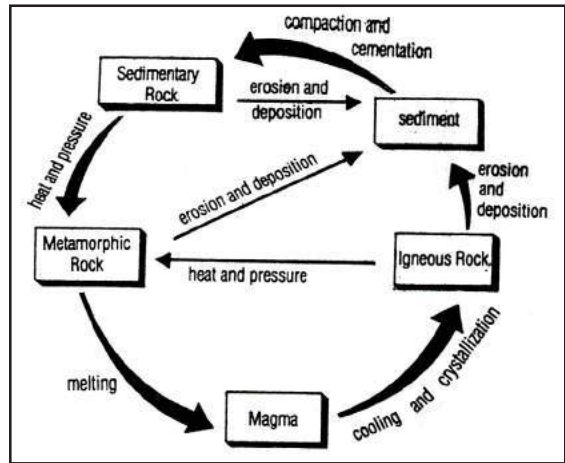 compaction and
cementation
Sedimentary
Rock
erosion and
deposition
sediment
heat and pressure
erosion and deposition
erosion
and
deposition
Metamorphic
Rock
heat and pressure
Igneous Rock
melting
cooling and crystallization
Magma